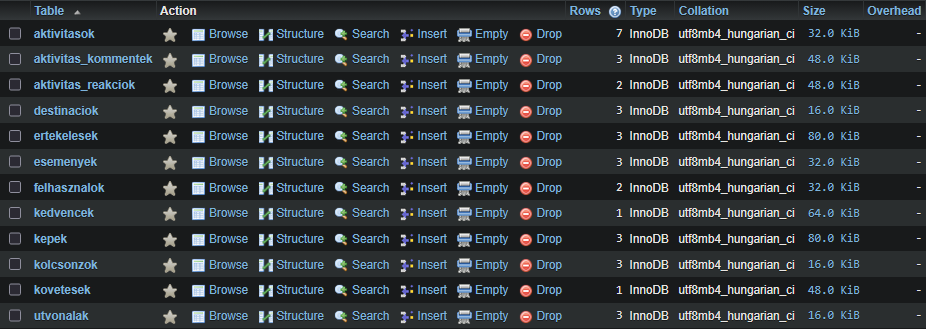 Table Action Rows Type Collation Size Overhead
aktivitasok Browse Structure Search Insert Empty Drop 7 InnoDB utf8mb4_hungarian_ci 32.0 KiB -
aktivitas_kommentek Browse Structure Search Insert Empty Drop 3 InnoDB utf8mb4_hungarian_ci 48.0 KiB -
aktivitas_reakciok Browse Structure Search Insert Empty Drop 2 InnoDB utf8mb4_hungarian_ci 48.0 KiB -
destinaciok Browse Structure Search Insert Empty Drop 3 InnoDB utf8mb4_hungarian_ci 16.0 KiB -
ertekelesek Browse Structure Search Insert Empty Drop 3 InnoDB utf8mb4_hungarian_ci 80.0 KiB -
esemenyek Browse Structure Search Insert Empty Drop 3 InnoDB utf8mb4_hungarian_ci 32.0 KiB -
felhasznalok Browse Structure Search Insert Empty Drop 2 InnoDB utf8mb4_hungarian_ci 32.0 KiB -
kedvencek Browse Structure Search Insert Empty Drop 1 InnoDB utf8mb4_hungarian_ci 64.0 KiB -
kepek Browse Structure Search Insert Empty Drop 3 InnoDB utf8mb4_hungarian_ci 80.0 KiB -
kolcsonzok Browse Structure Search Insert Empty Drop 3 InnoDB utf8mb4_hungarian_ci 16.0 KiB -
kovetesek Browse Structure Search Insert Empty Drop 1 InnoDB utf8mb4_hungarian_ci 48.0 KiB -
utvonalak Browse Structure Search Insert Empty Drop 3 InnoDB utf8mb4_hungarian_ci 16.0 KiB -